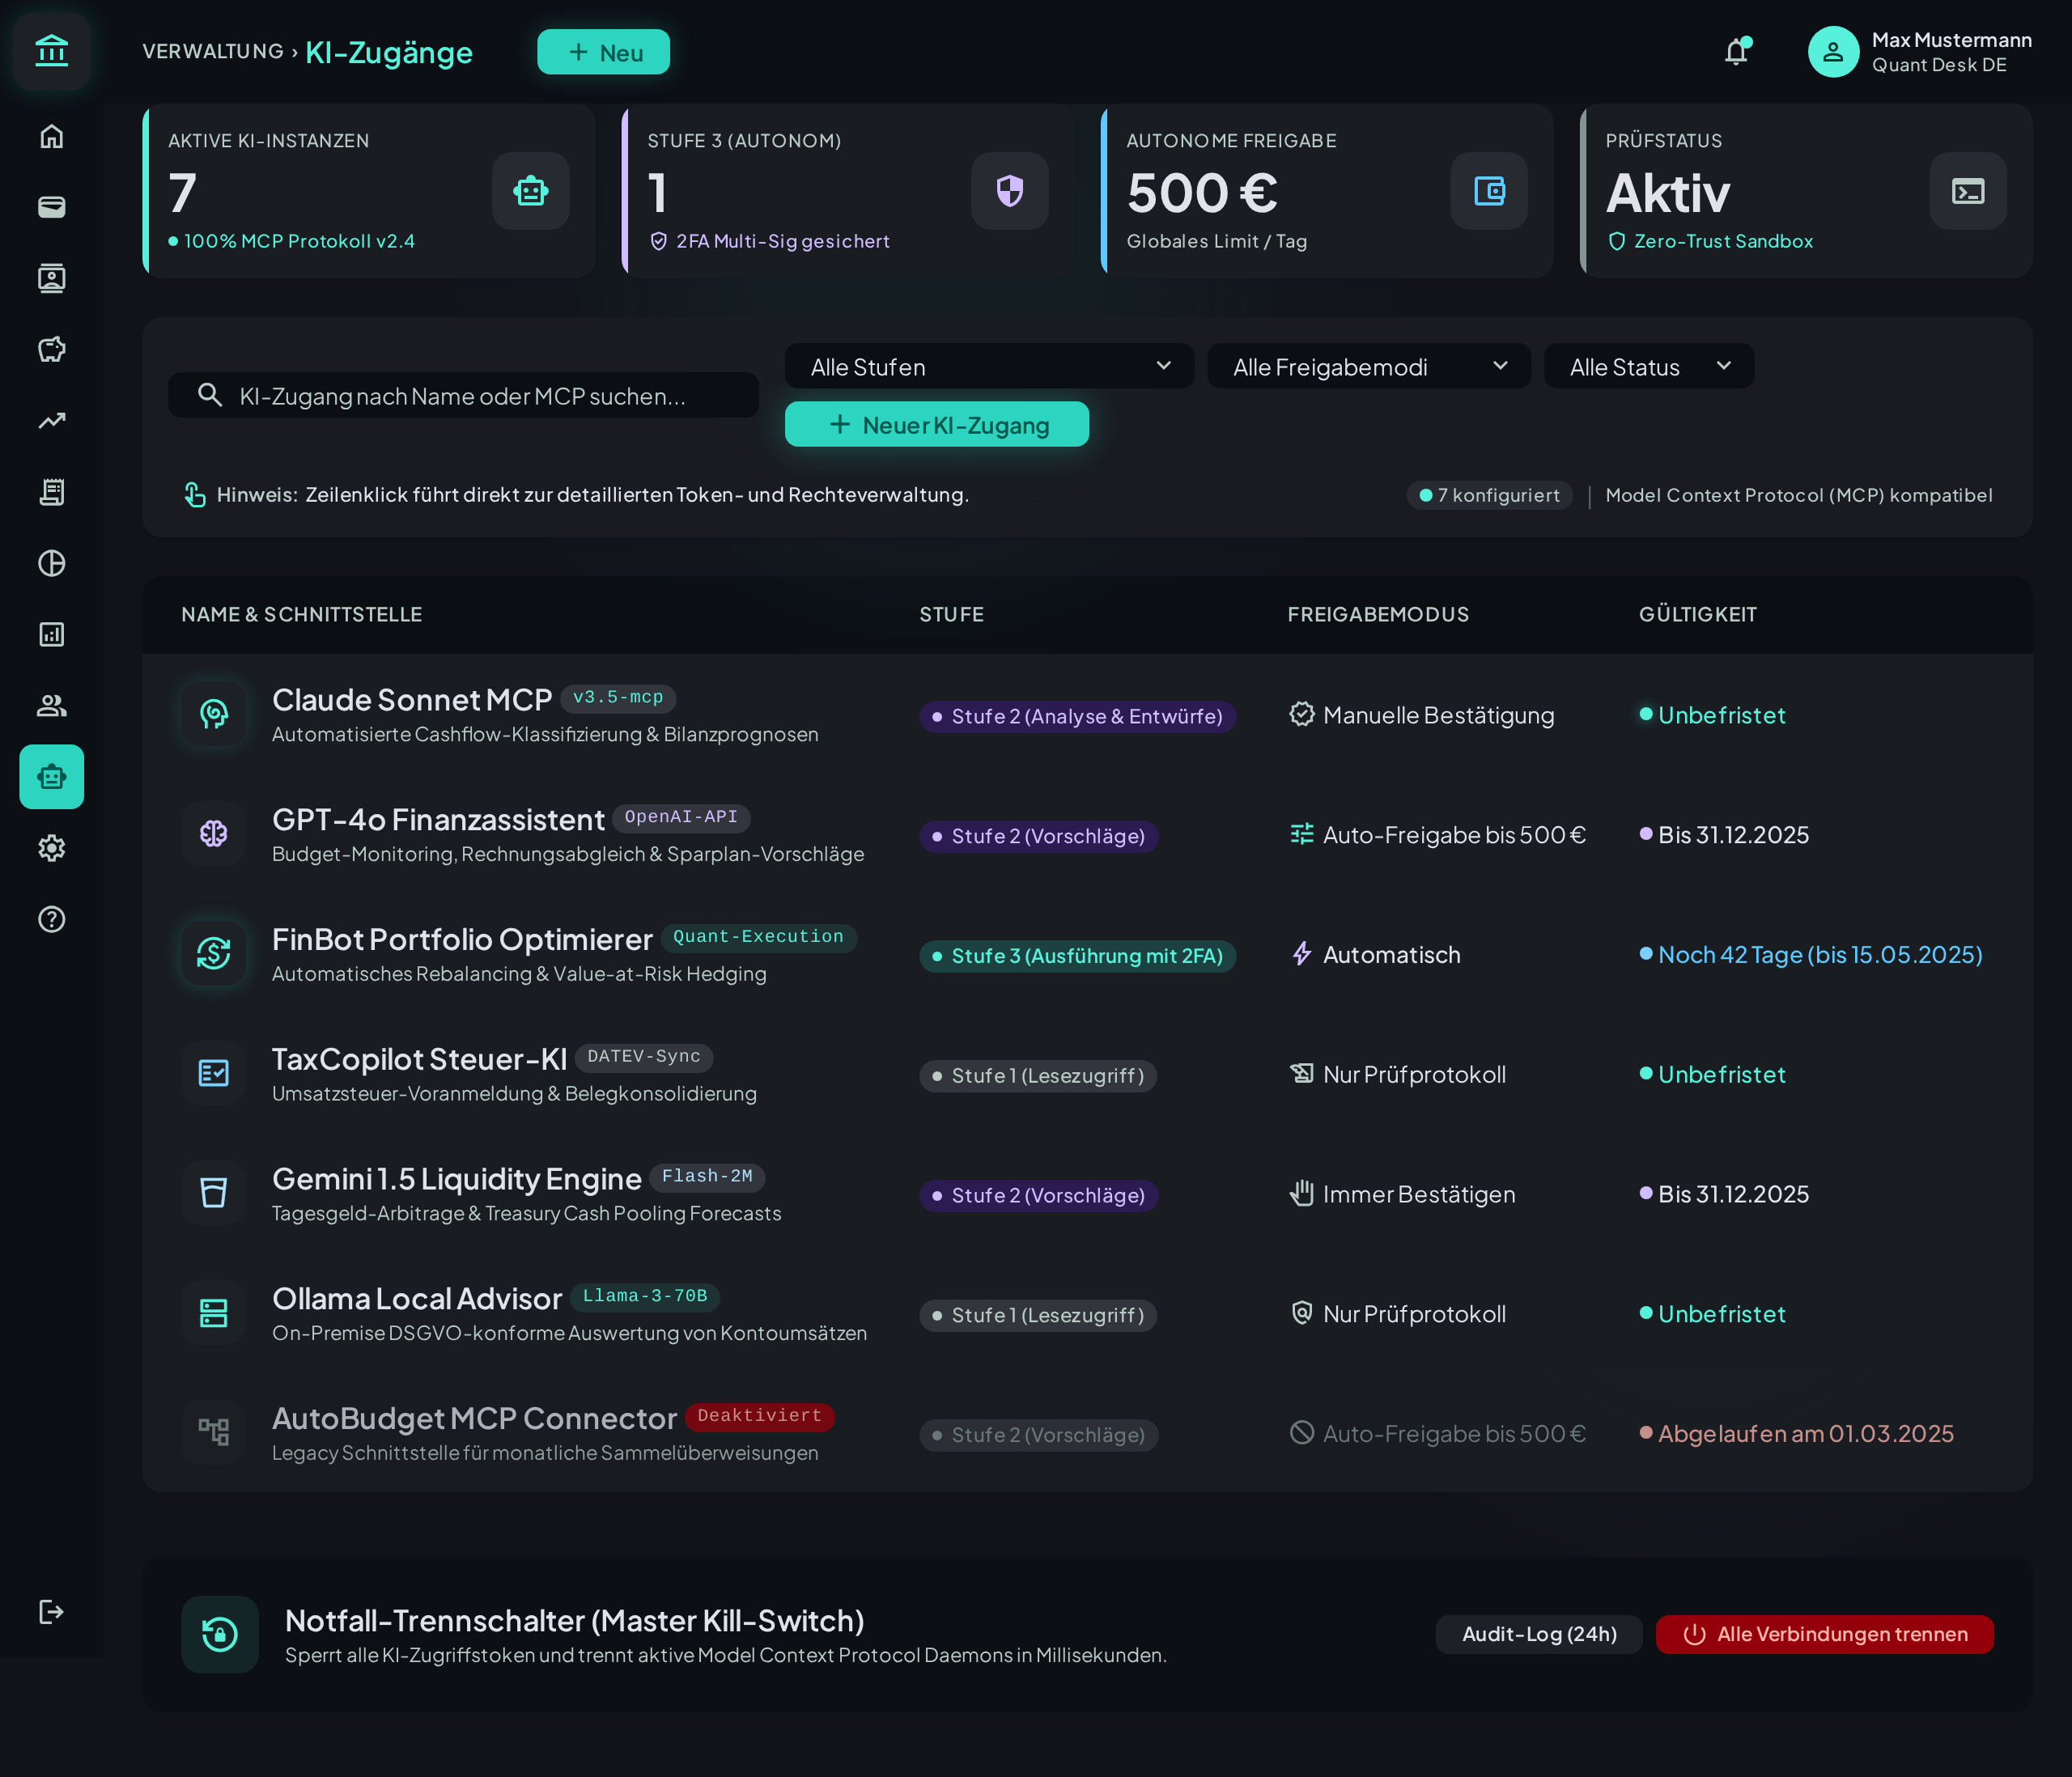 VERWALTUNG › KI-Zugänge
+ Neu
Max Mustermann
Quant Desk DE
AKTIVE KI-INSTANZEN
7
100% MCP Protokoll v2.4
STUFE 3 (AUTONOM)
1
2FA Multi-Sig gesichert
AUTONOME FREIGABE
500 €
Globales Limit / Tag
PRÜFSTATUS
Aktiv
Zero-Trust Sandbox
KI-Zugang nach Name oder MCP suchen...
Alle Stufen
Alle Freigabemodi
Alle Status
+ Neuer KI-Zugang
Hinweis: Zeilenklick führt direkt zur detaillierten Token- und Rechteverwaltung.
7 konfiguriert | Model Context Protocol (MCP) kompatibel
NAME & SCHNITTSTELLE STUFE FREIGABEMODUS GÜLTIGKEIT
Claude Sonnet MCP v3.5-mcp
Automatisierte Cashflow-Klassifizierung & Bilanzprognosen
Stufe 2 (Analyse & Entwürfe)
Manuelle Bestätigung
Unbefristet
GPT-4o Finanzassistent OpenAI-API
Budget-Monitoring, Rechnungsabgleich & Sparplan-Vorschläge
Stufe 2 (Vorschläge)
Auto-Freigabe bis 500 €
Bis 31.12.2025
FinBot Portfolio Optimierer Quant-Execution
Automatisches Rebalancing & Value-at-Risk Hedging
Stufe 3 (Ausführung mit 2FA)
Automatisch
Noch 42 Tage (bis 15.05.2025)
TaxCopilot Steuer-KI DATEV-Sync
Umsatzsteuer-Voranmeldung & Belegkonsolidierung
Stufe 1 (Lesezugriff)
Nur Prüfprotokoll
Unbefristet
Gemini 1.5 Liquidity Engine Flash-2M
Tagesgeld-Arbitrage & Treasury Cash Pooling Forecasts
Stufe 2 (Vorschläge)
Immer Bestätigen
Bis 31.12.2025
Ollama Local Advisor Llama-3-70B
On-Premise DSGVO-konforme Auswertung von Kontoumsätzen
Stufe 1 (Lesezugriff)
Nur Prüfprotokoll
Unbefristet
AutoBudget MCP Connector Deaktiviert
Legacy Schnittstelle für monatliche Sammelüberweisungen
Stufe 2 (Vorschläge)
Auto-Freigabe bis 500 €
Abgelaufen am 01.03.2025
Notfall-Trennschalter (Master Kill-Switch)
Sperrt alle KI-Zugriffstoken und trennt aktive Model Context Protocol Daemons in Millisekunden.
Audit-Log (24h)
Alle Verbindungen trennen